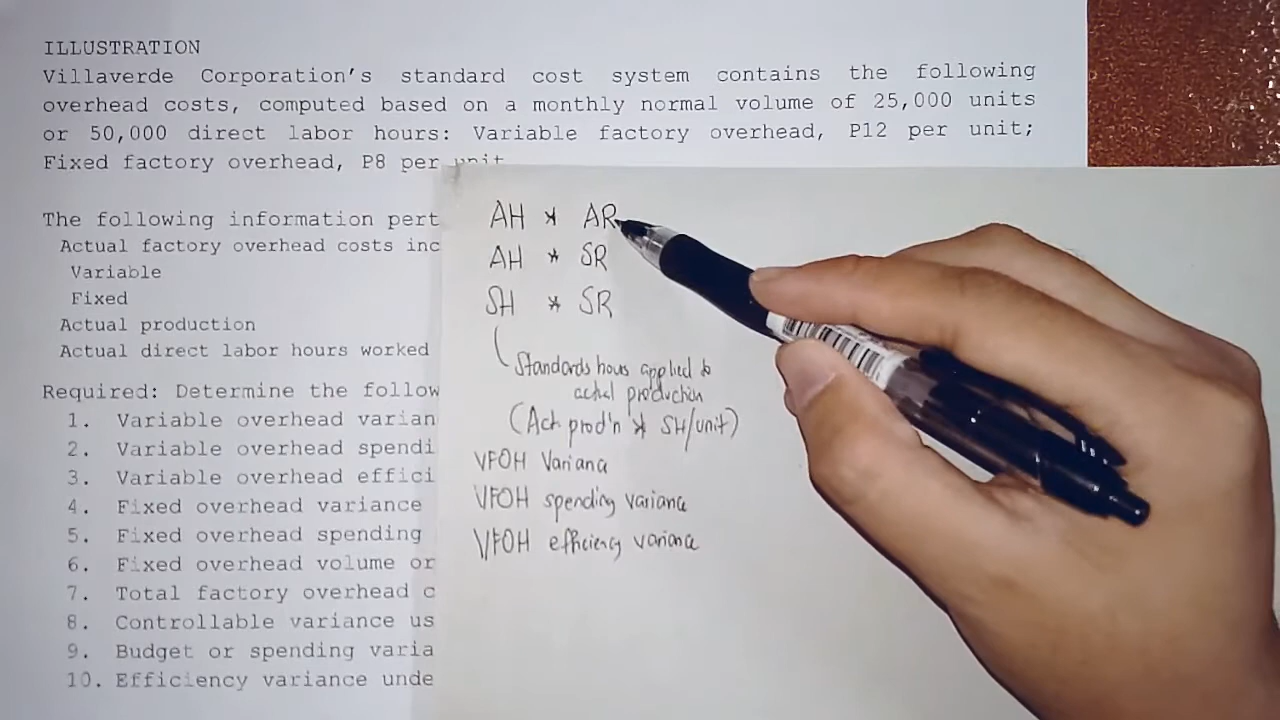 ILLUSTRATION
Villaverde Corporation's standard cost system contains the following
overhead costs, computed based on a monthly normal volume of 25,000 units
or 50,000 direct labor hours: Variable factory overhead, P12 per unit;
Fixed factory overhead, P8 per unit
The following information pert
Actual factory overhead costs inc
Variable
Fixed
Actual production
Actual direct labor hours worked
Required: Determine the follow
1. Variable overhead varian
2. Variable overhead spendi
3. Variable overhead effici
4. Fixed overhead variance
5. Fixed overhead spending
6. Fixed overhead volume or
7. Total factory overhead c
8. Controllable variance us
9. Budget or spending varia
10. Efficiency variance unde
AH * AR
AH * SR
SH * SR
Standards hours applied to
actual production
(Act prod'n * SH/unit)
VFOH Variance
VFOH spending variance
VFOH efficiency variance